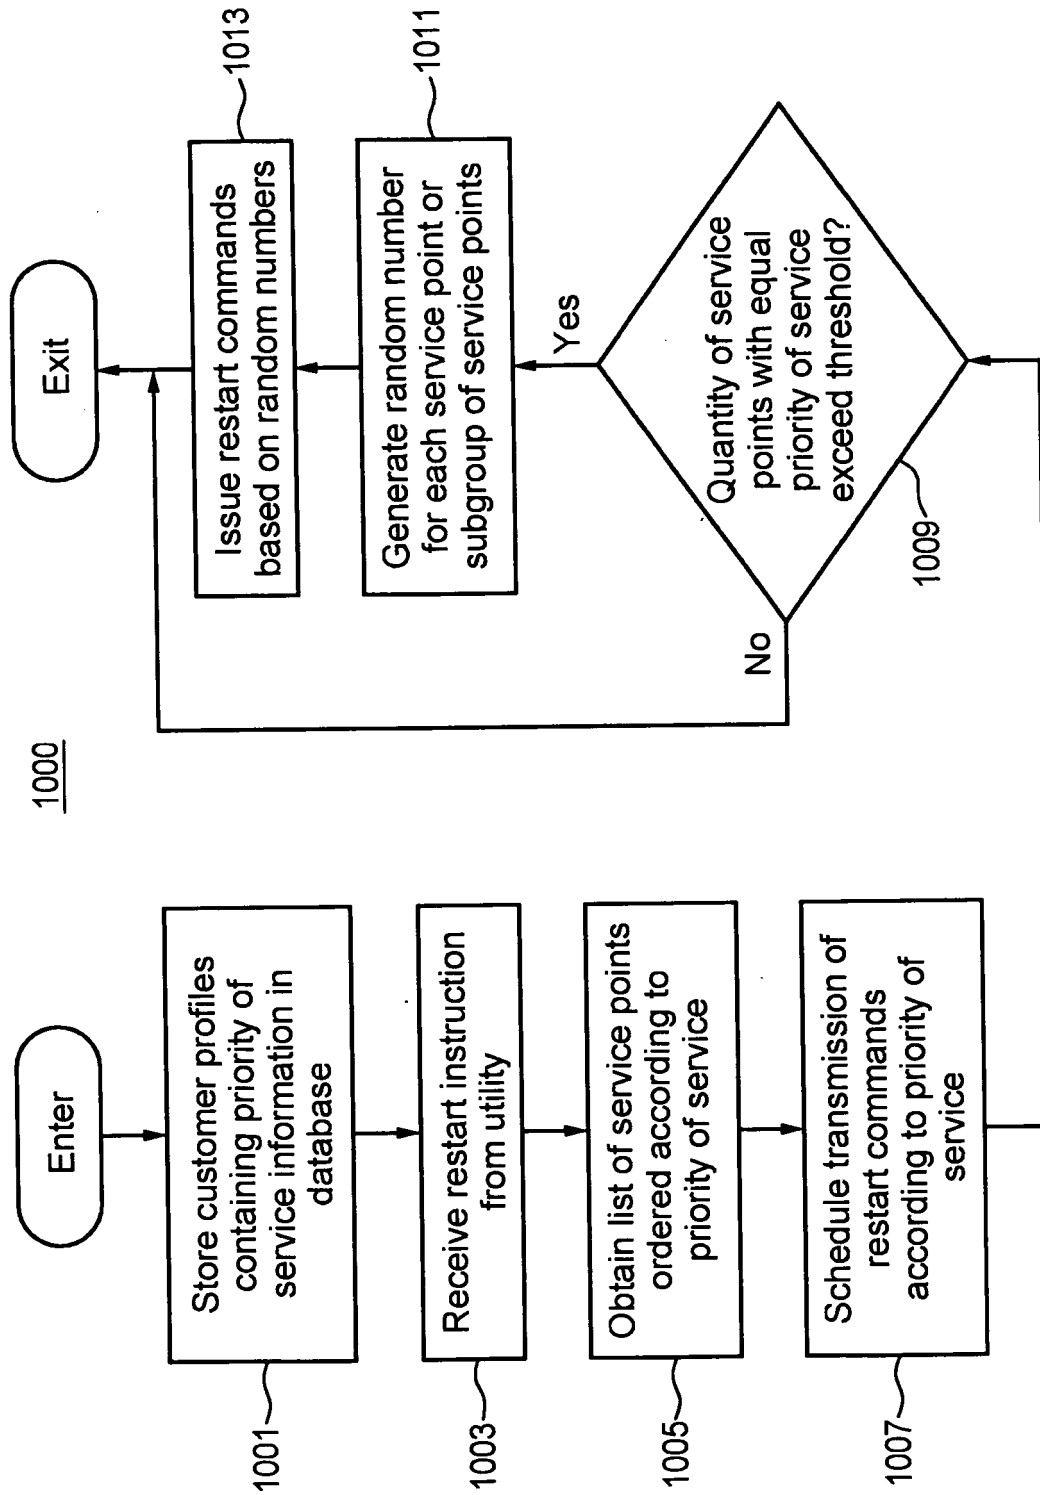 1000
Enter
Store customer profiles
containing priority of
service information in
database
1001
Receive restart instruction
from utility
1003
Obtain list of service points
ordered according to
priority of service
1005
Schedule transmission of
restart commands
according to priority of
service
1007
Quantity of service
points with equal
priority of service
exceed threshold?
1009
No
Yes
Generate random number
for each service point or
subgroup of service points
1011
Issue restart commands
based on random numbers
1013
Exit